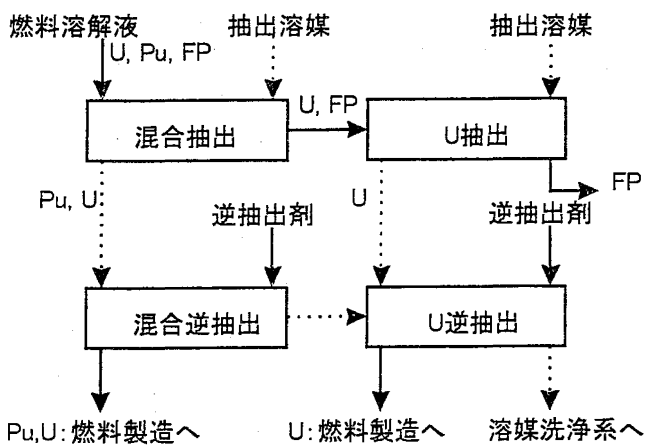 燃料溶解液
抽出溶媒
抽出溶媒
U, Pu, FP
U, FP
混合抽出
U抽出
FP
Pu, U
逆抽出剤
U
逆抽出剤
混合逆抽出
U逆抽出
Pu,U:燃料製造へ
U:燃料製造へ
溶媒洗浄系へ